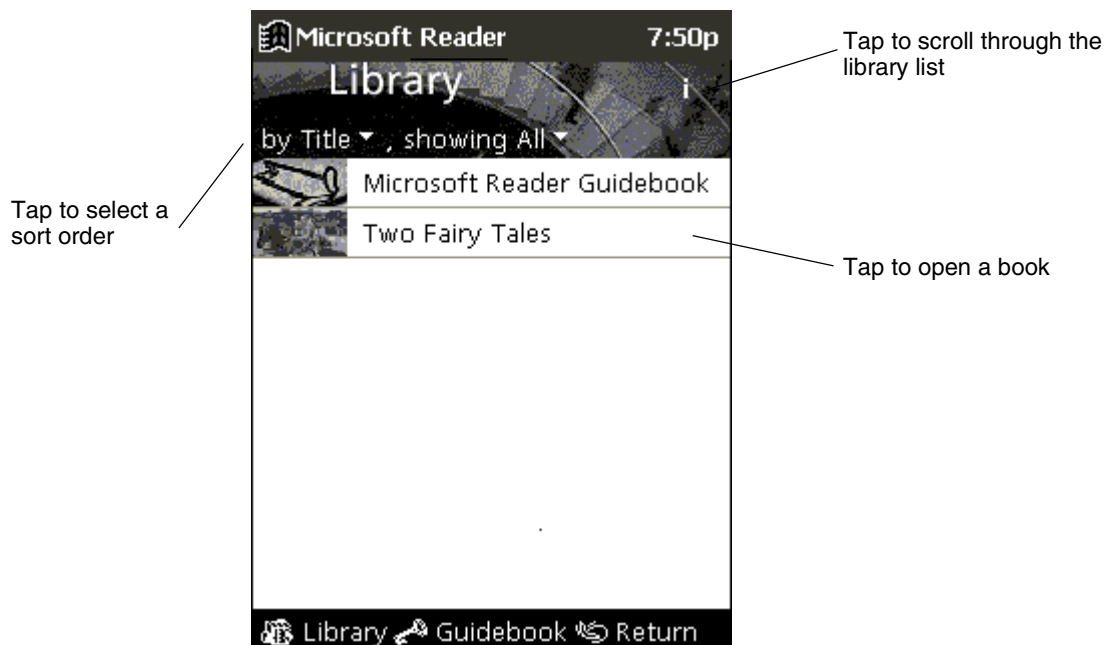 Microsoft Reader 7:50p
Tap to scroll through the
library list
Library i
by Title , showing All
Tap to select a
sort order
Microsoft Reader Guidebook
Two Fairy Tales
Tap to open a book
Library Guidebook Return